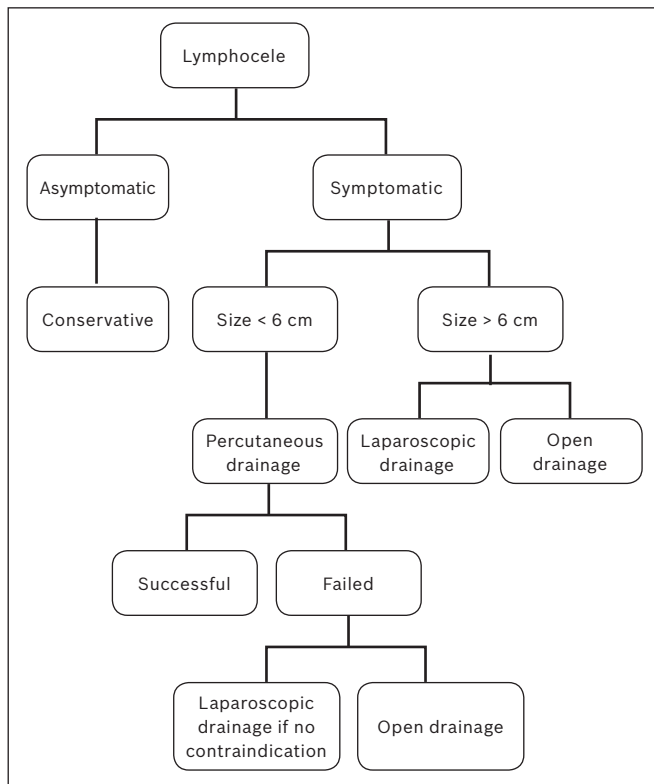 Lymphocele
Asymptomatic
Symptomatic
Conservative
Size < 6 cm
Size > 6 cm
Percutaneous
drainage
Laparoscopic
drainage
Open
drainage
Successful
Failed
Laparoscopic
drainage if no
contraindication
Open drainage